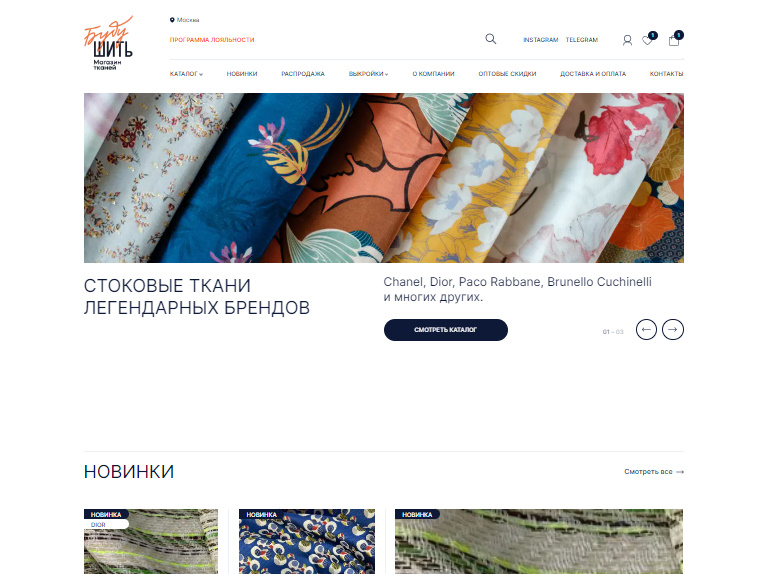 Буду
ШИТЬ
Магазин
тканей
Москва
ПРОГРАММА ЛОЯЛЬНОСТИ
INSTAGRAM TELEGRAM
1
1
КАТАЛОГ НОВИНКИ РАСПРОДАЖА ВЫКРОЙКИ О КОМПАНИИ ОПТОВЫЕ СКИДКИ ДОСТАВКА И ОПЛАТА КОНТАКТЫ
СТОКОВЫЕ ТКАНИ
ЛЕГЕНДАРНЫХ БРЕНДОВ
Chanel, Dior, Paco Rabbane, Brunello Cuchinelli
и многих других.
СМОТРЕТЬ КАТАЛОГ
01 – 03
НОВИНКИ
Смотреть все →
НОВИНКА
DIOR
НОВИНКА
НОВИНКА